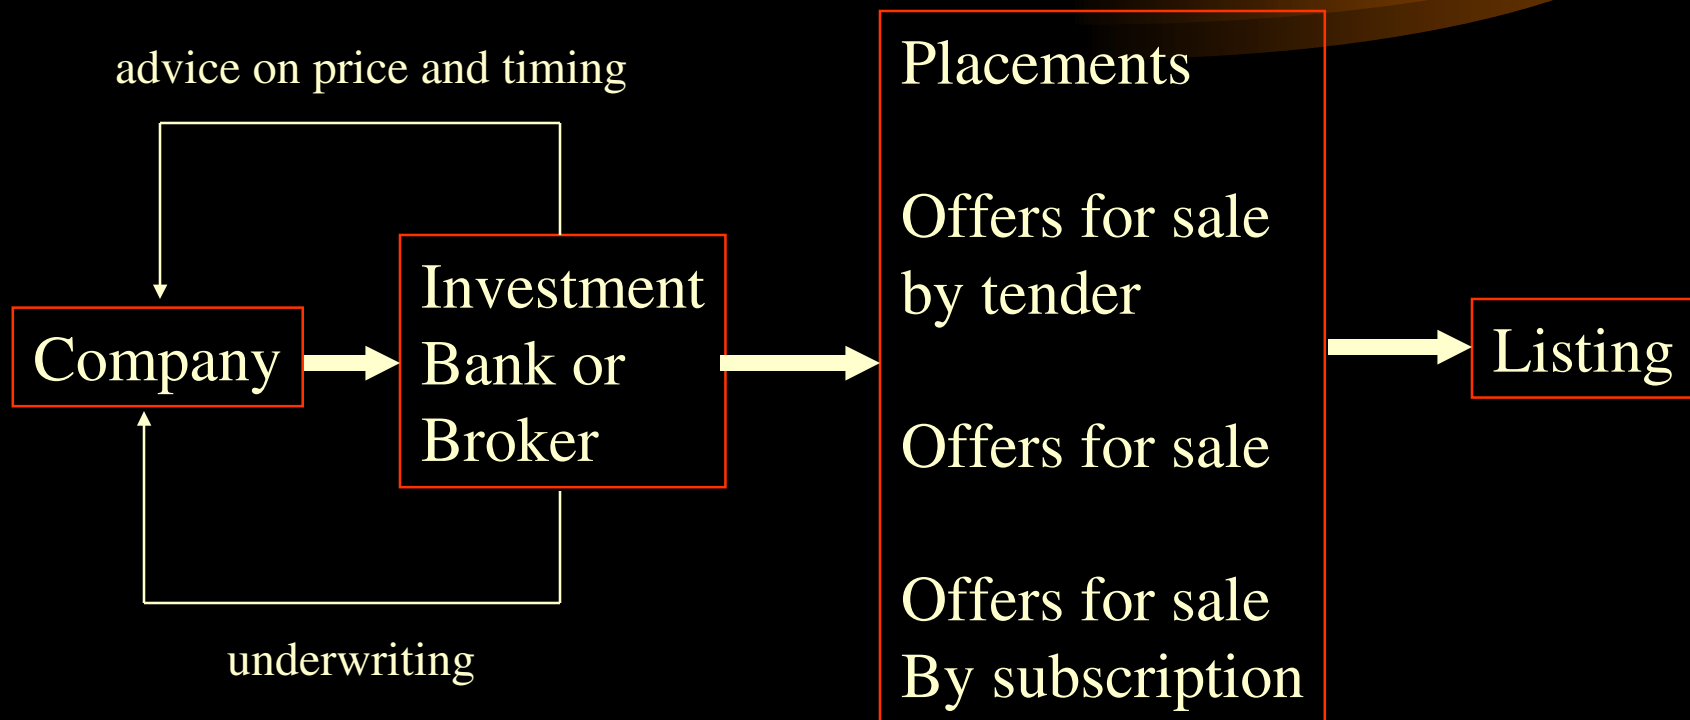 advice on price and timing
Company
Investment
Bank or
Broker
underwriting
Placements
Offers for sale
by tender
Offers for sale
Offers for sale
By subscription
Listing